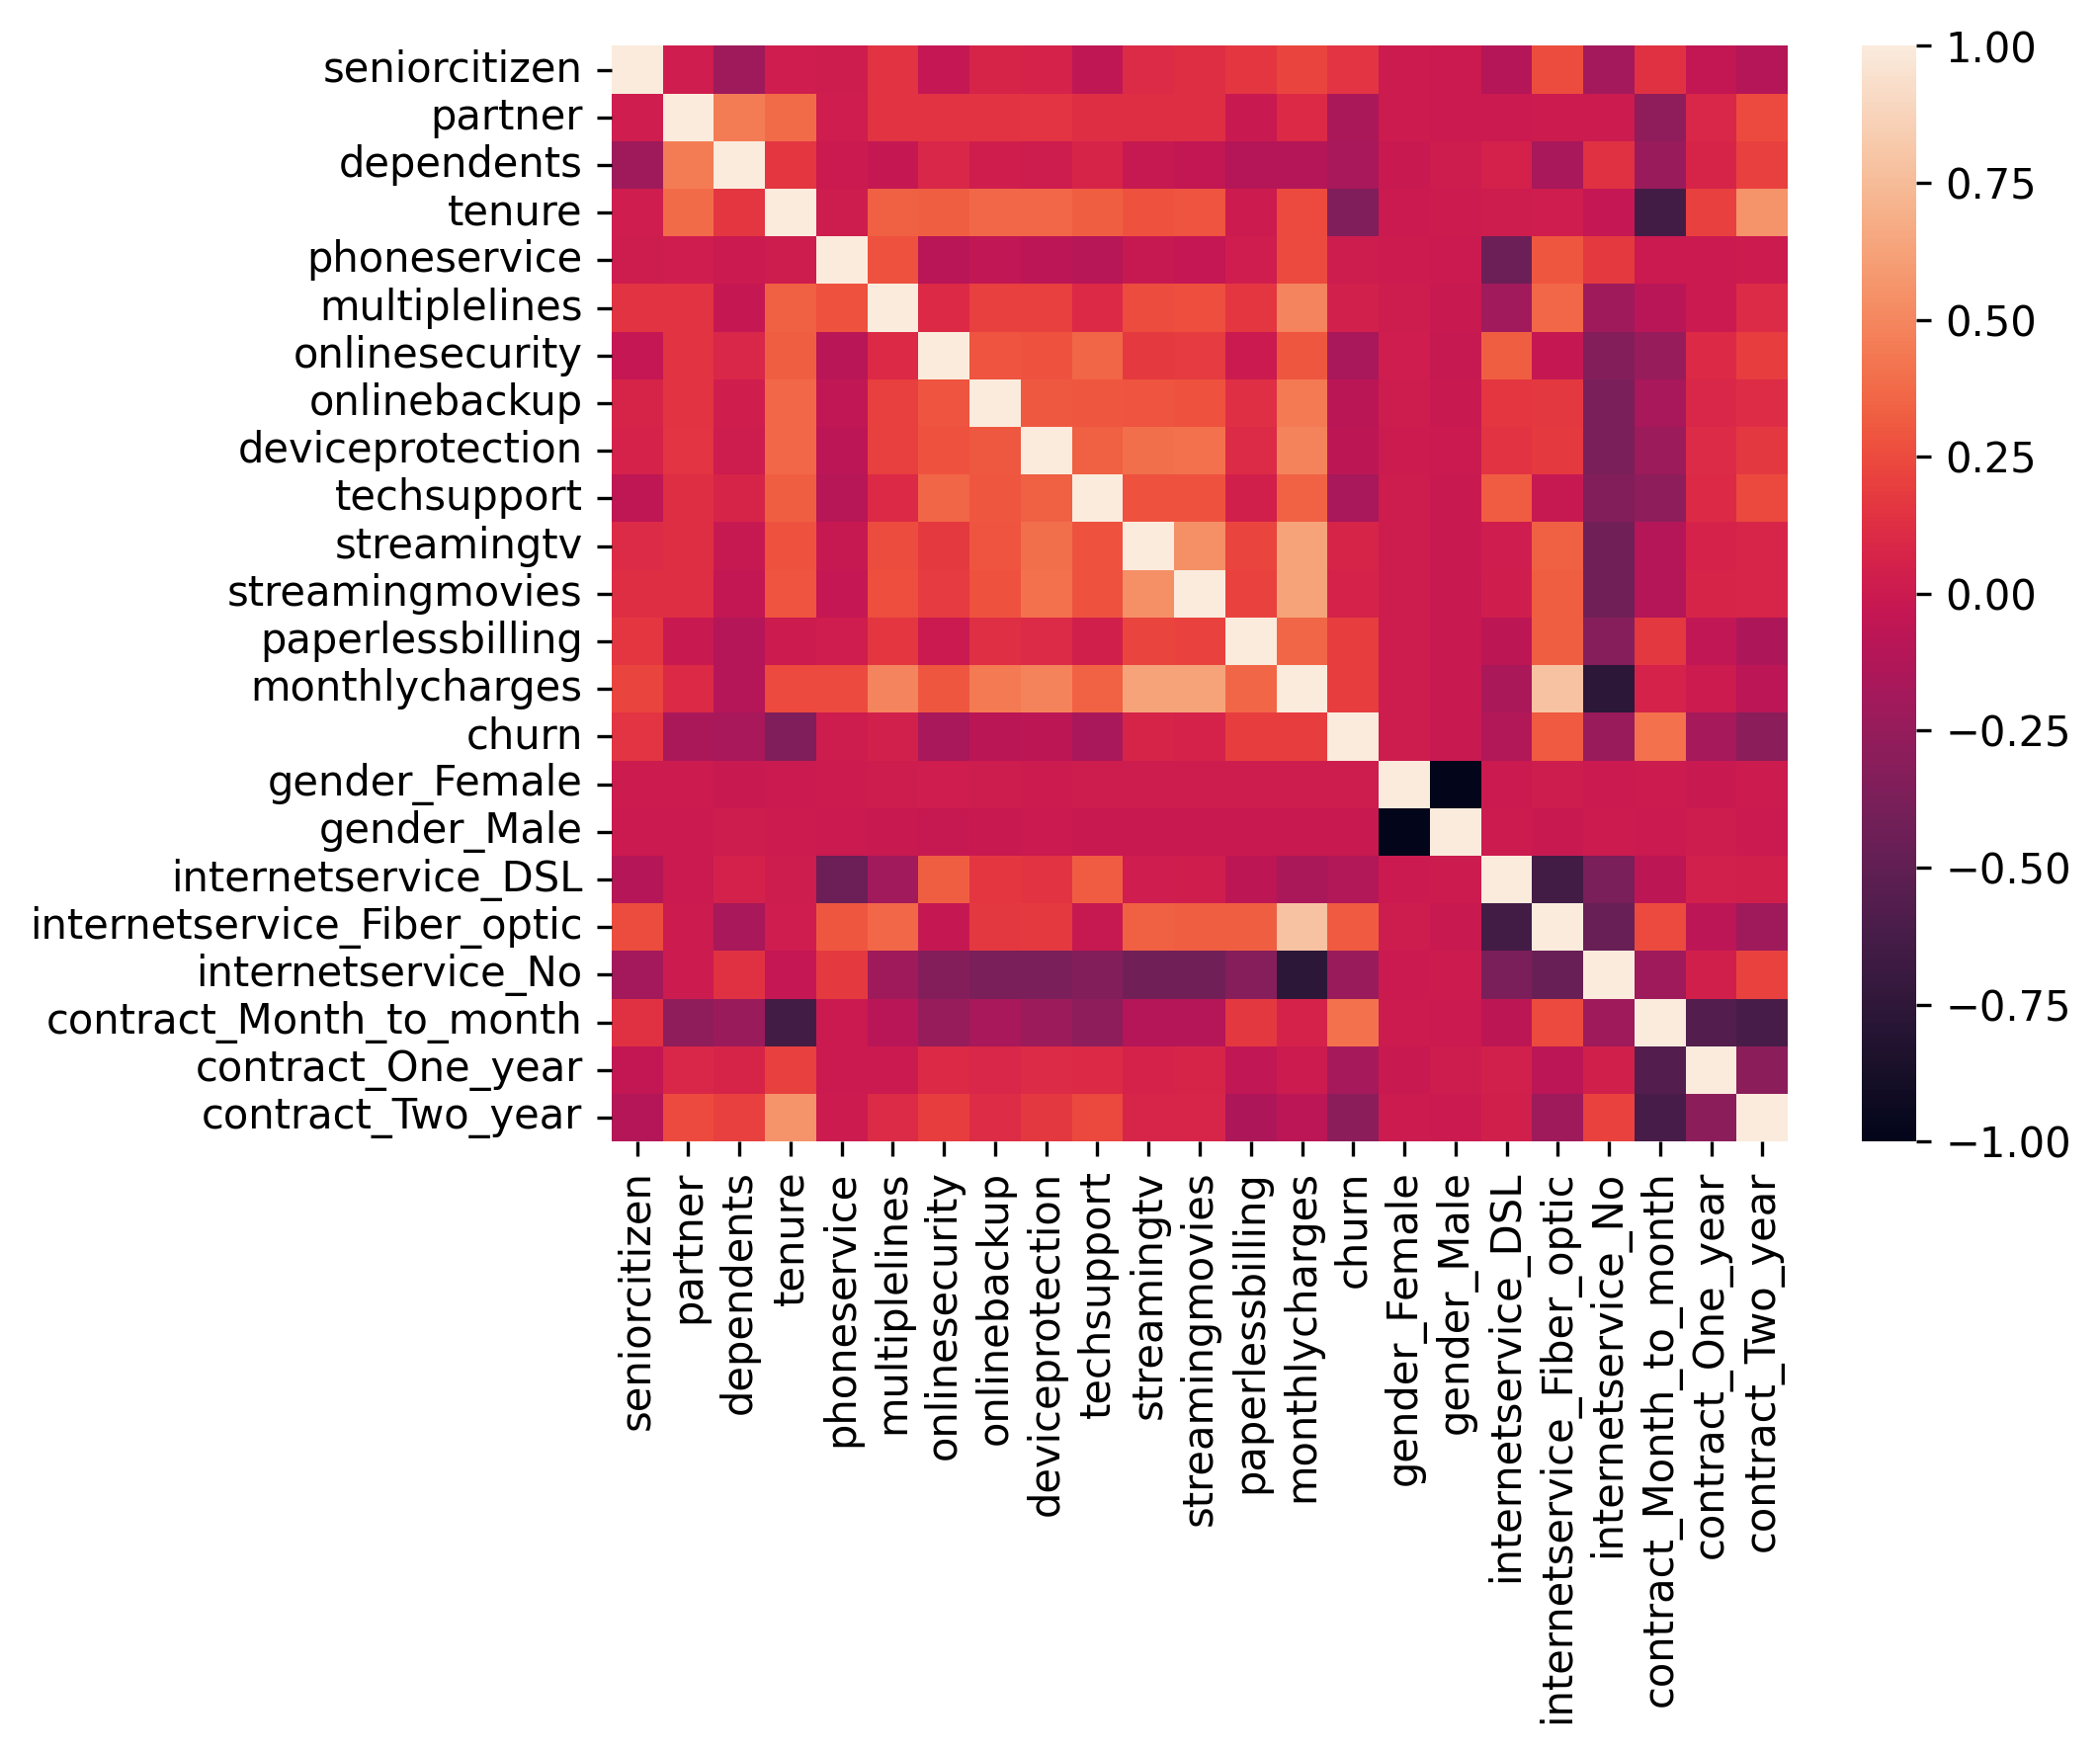 seniorcitizen
partner
dependents
tenure
phoneservice
multiplelines
onlinesecurity
onlinebackup
deviceprotection
techsupport
streamingtv
streamingmovies
paperlessbilling
monthlycharges
churn
gender_Female
gender_Male
internetservice_DSL
internetservice_Fiber_optic
internetservice_No
contract_Month_to_month
contract_One_year
contract_Two_year
seniorcitizen
partner
dependents
tenure
phoneservice
multiplelines
onlinesecurity
onlinebackup
deviceprotection
techsupport
streamingtv
streamingmovies
paperlessbilling
monthlycharges
churn
gender_Female
gender_Male
internetservice_DSL
internetservice_Fiber_optic
internetservice_No
contract_Month_to_month
contract_One_year
contract_Two_year
1.00
0.75
0.50
0.25
0.00
−0.25
−0.50
−0.75
−1.00